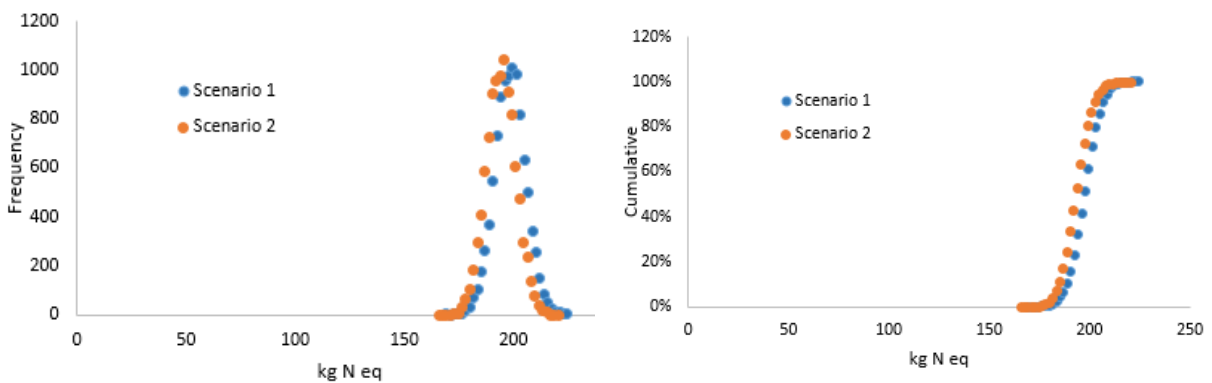 1200
1000
800
600
400
200
0
Frequency
Scenario 1
Scenario 2
0 50 100 150 200
kg N eq
120%
100%
80%
60%
40%
20%
0%
Cumulative
Scenario 1
Scenario 2
0 50 100 150 200 250
kg N eq